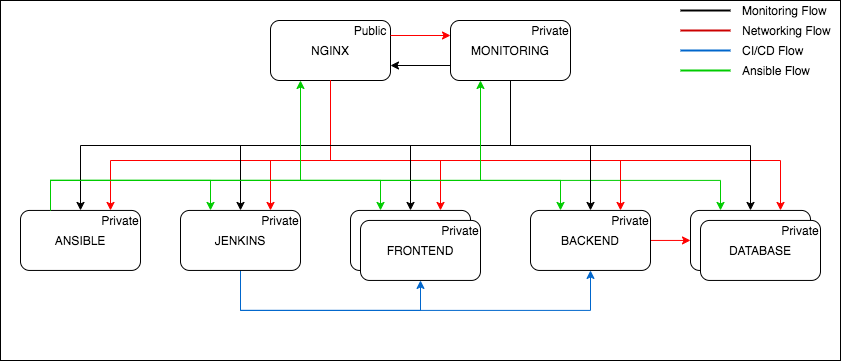 Public
NGINX
Private
MONITORING
Monitoring Flow
Networking Flow
CI/CD Flow
Ansible Flow
Private
ANSIBLE
Private
JENKINS
Private
FRONTEND
Private
BACKEND
Private
DATABASE